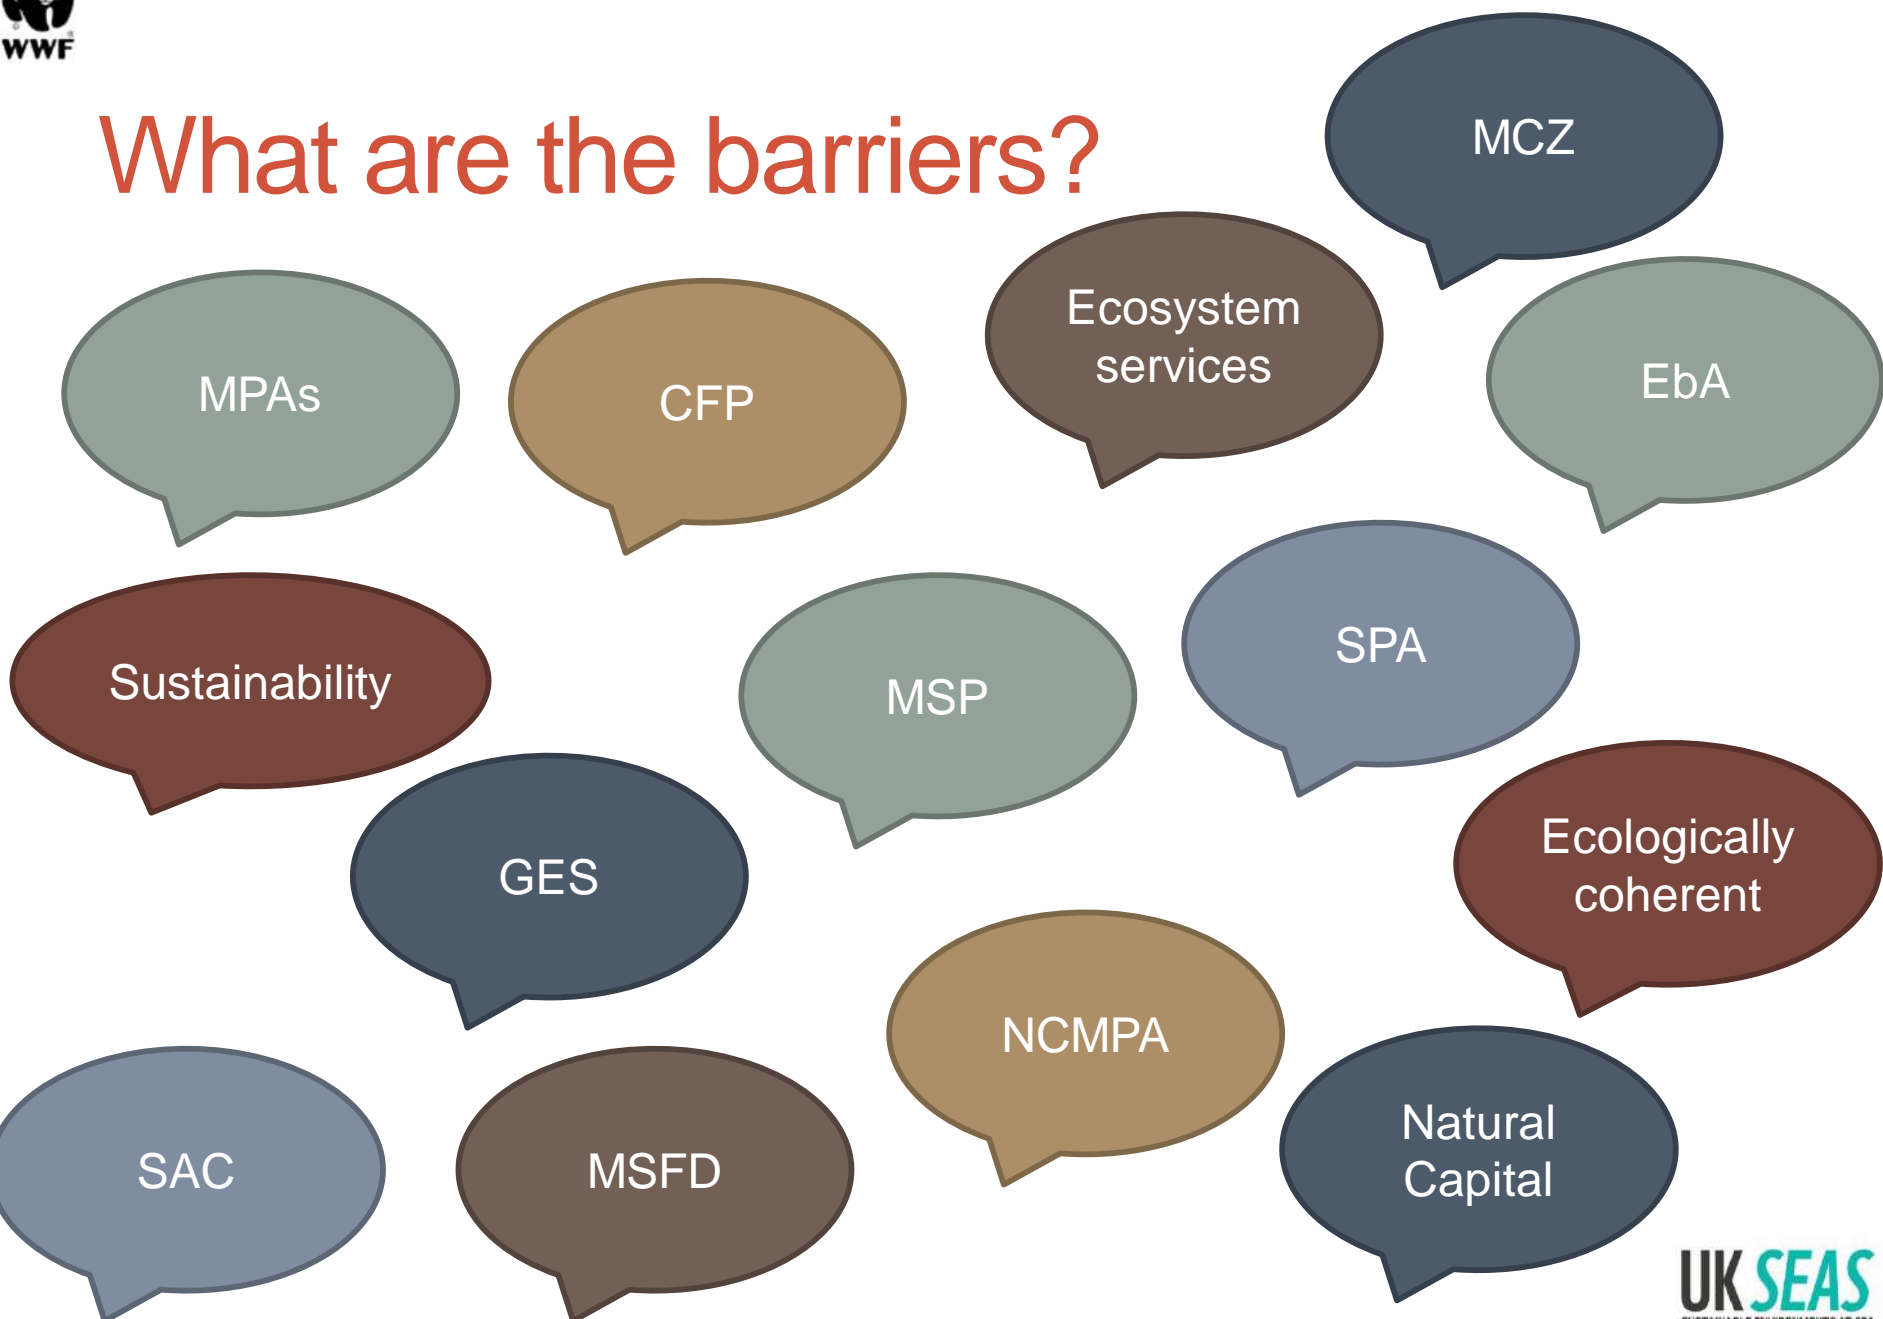 WWF
What are the barriers?
MCZ
Ecosystem
services
MPAs
CFP
EbA
SPA
Sustainability
MSP
GES
Ecologically
coherent
NCMPA
Natural
Capital
SAC
MSFD
UK SEAS